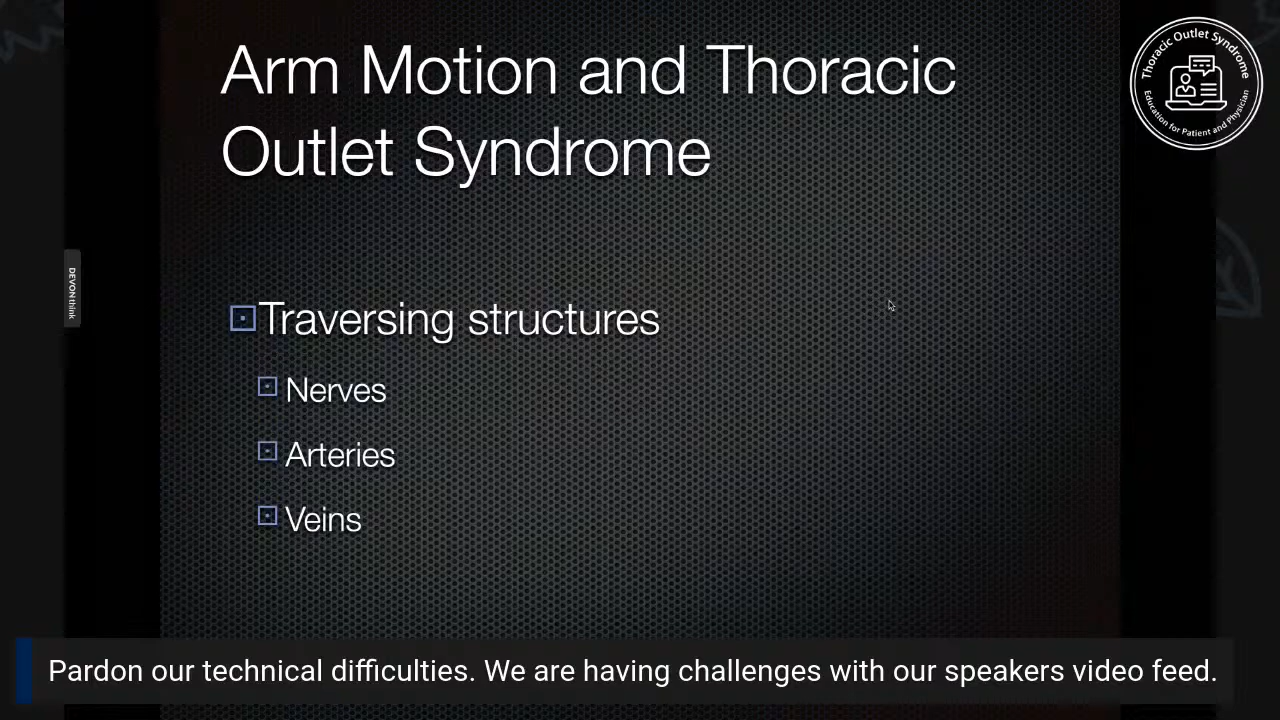 Arm Motion and Thoracic
Outlet Syndrome
Thoracic Outlet Syndrome
Education for Patient and Physician
DEVONthink
Traversing structures
Nerves
Arteries
Veins
Pardon our technical difficulties. We are having challenges with our speakers video feed.